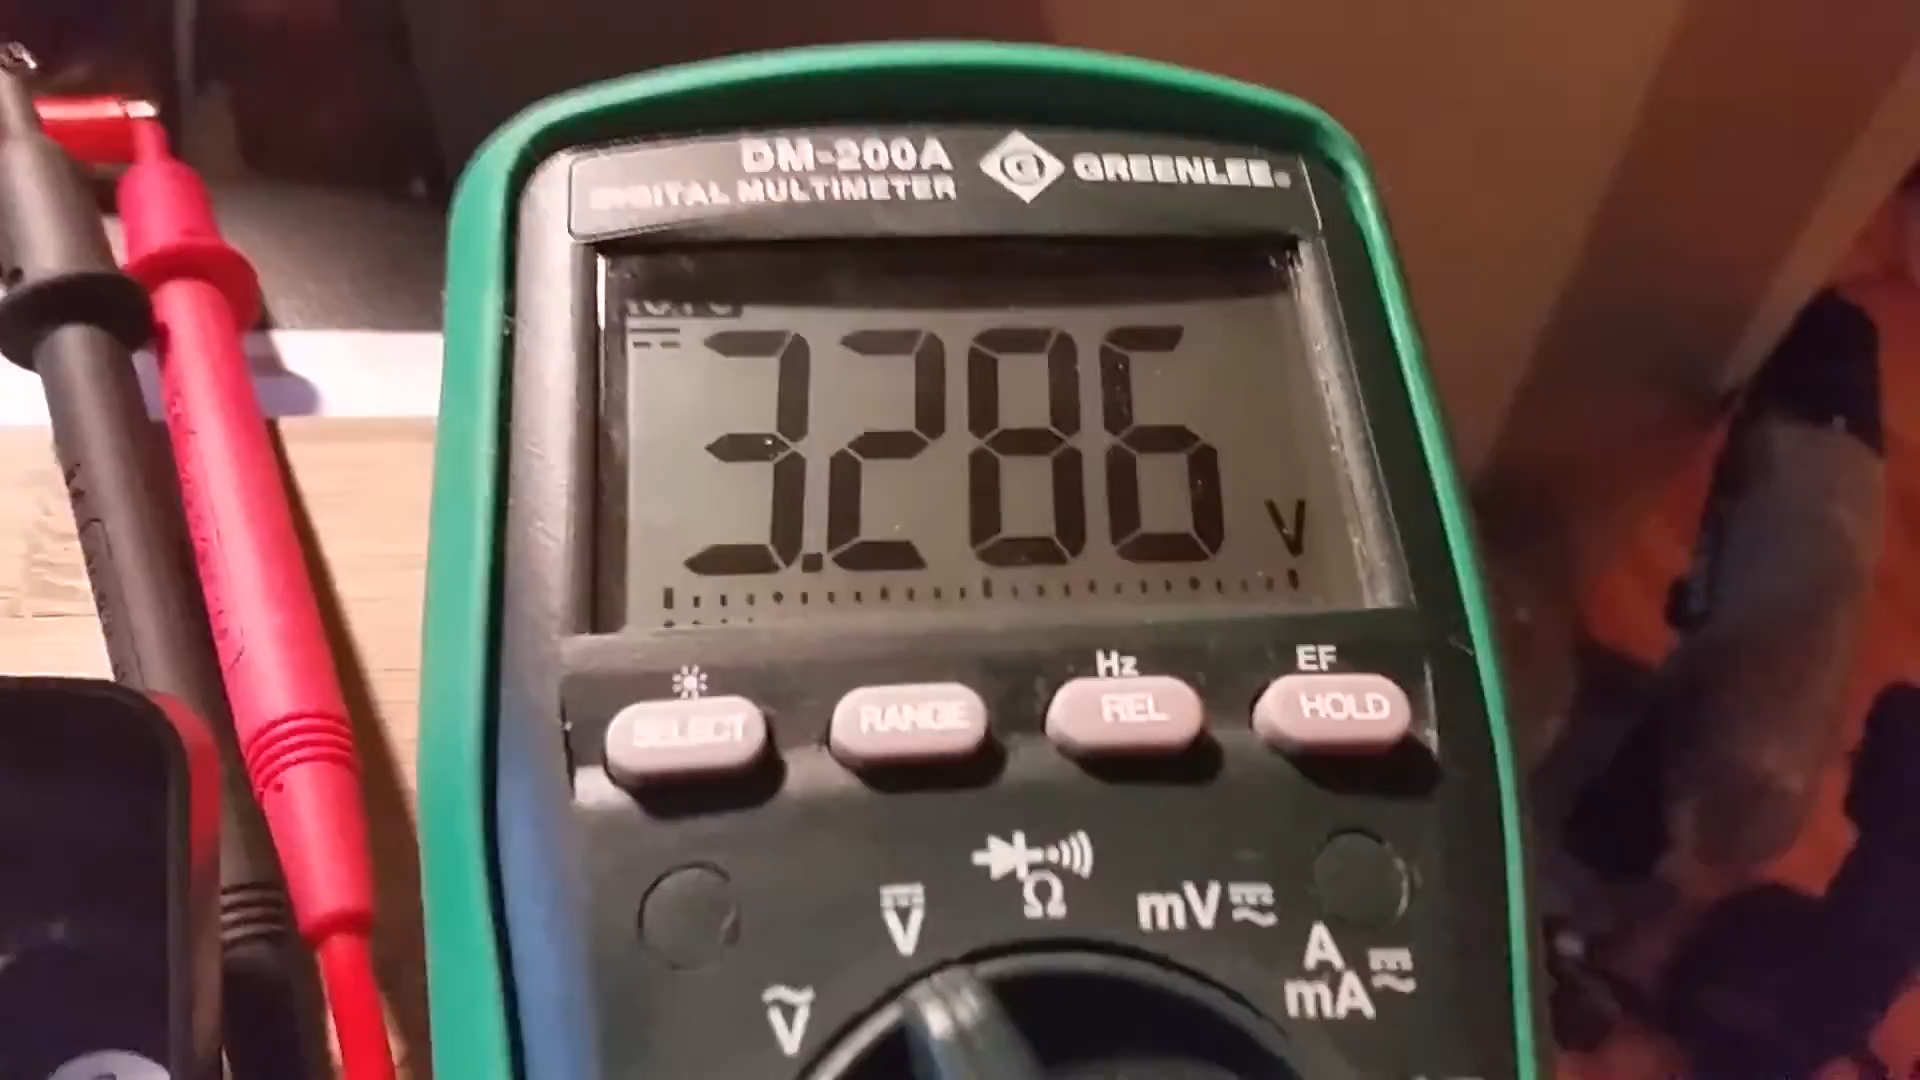 DM-200A
DIGITAL MULTIMETER
GREENLEE
3.286 V
SELECT
RANGE
Hz
REL
EF
HOLD
V
Ω
mV
V
A
mA